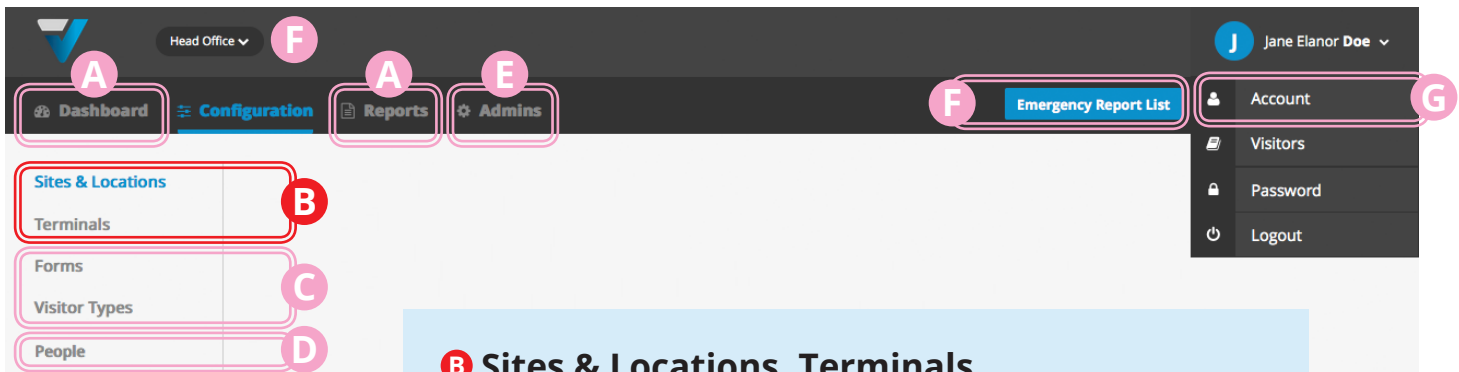 Head Office
F
J
Jane Elanor Doe
A
A
E
Dashboard
Configuration
Reports
Admins
F
Emergency Report List
Account
G
Visitors
Password
Logout
Sites & Locations
Terminals
B
Forms
Visitor Types
C
People
D
B Sites & Locations, Terminals